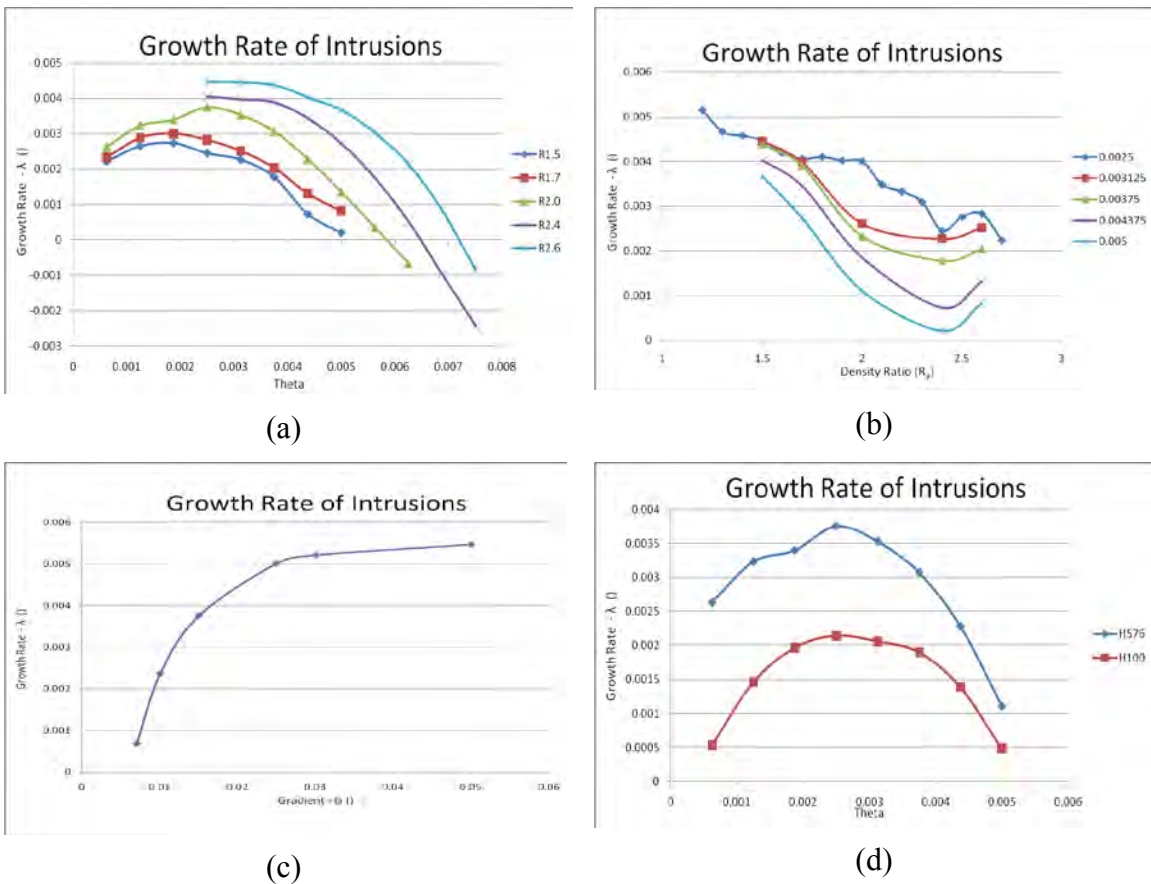 Growth Rate of Intrusions
Growth Rate - λ ()
0.005
0.004
0.003
0.002
0.001
0
-0.001
-0.002
-0.003
0 0.001 0.002 0.003 0.004 0.005 0.006 0.007 0.008
Theta
R1.5
R1.7
R2.0
R2.4
R2.6
(a)
Growth Rate of Intrusions
Growth Rate - λ ()
0.006
0.005
0.004
0.003
0.002
0.001
0
1 1.5 2 2.5 3
Density Ratio (Rρ)
0.0025
0.003125
0.00375
0.004375
0.005
(b)
Growth Rate of Intrusions
Growth Rate - λ ()
0.006
0.005
0.004
0.003
0.002
0.001
0
0 0.01 0.02 0.03 0.04 0.05 0.06
(c)
Growth Rate of Intrusions
Growth Rate - λ ()
0.004
0.0035
0.003
0.0025
0.002
0.0015
0.001
0.0005
0
0 0.001 0.002 0.003 0.004 0.005 0.006
Theta
H576
H100
(d)